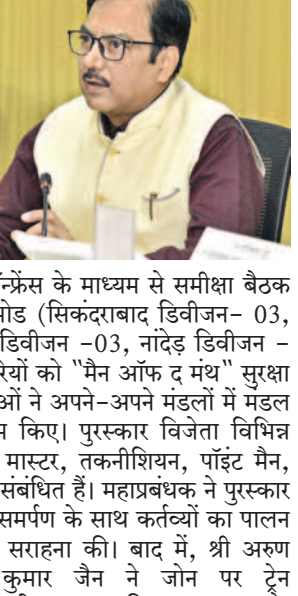 न्फ्रेंस के माध्यम से समीक्षा बैठक
मोड (सिकंदराबाद डिवीजन- 03,
डिवीजन -03, नांदेड़ डिवीजन -
रियों को "मैन ऑफ द मंथ" सुरक्षा
ओं ने अपने-अपने मंडलों में मंडल
म किए। पुरस्कार विजेता विभिन्न
मास्टर, तकनीशियन, पॉइंट मैन,
संबंधित हैं। महाप्रबंधक ने पुरस्कार
समर्पण के साथ कर्तव्यों का पालन
सराहना की। बाद में, श्री अरुण
कुमार जैन ने जोन पर ट्रेन